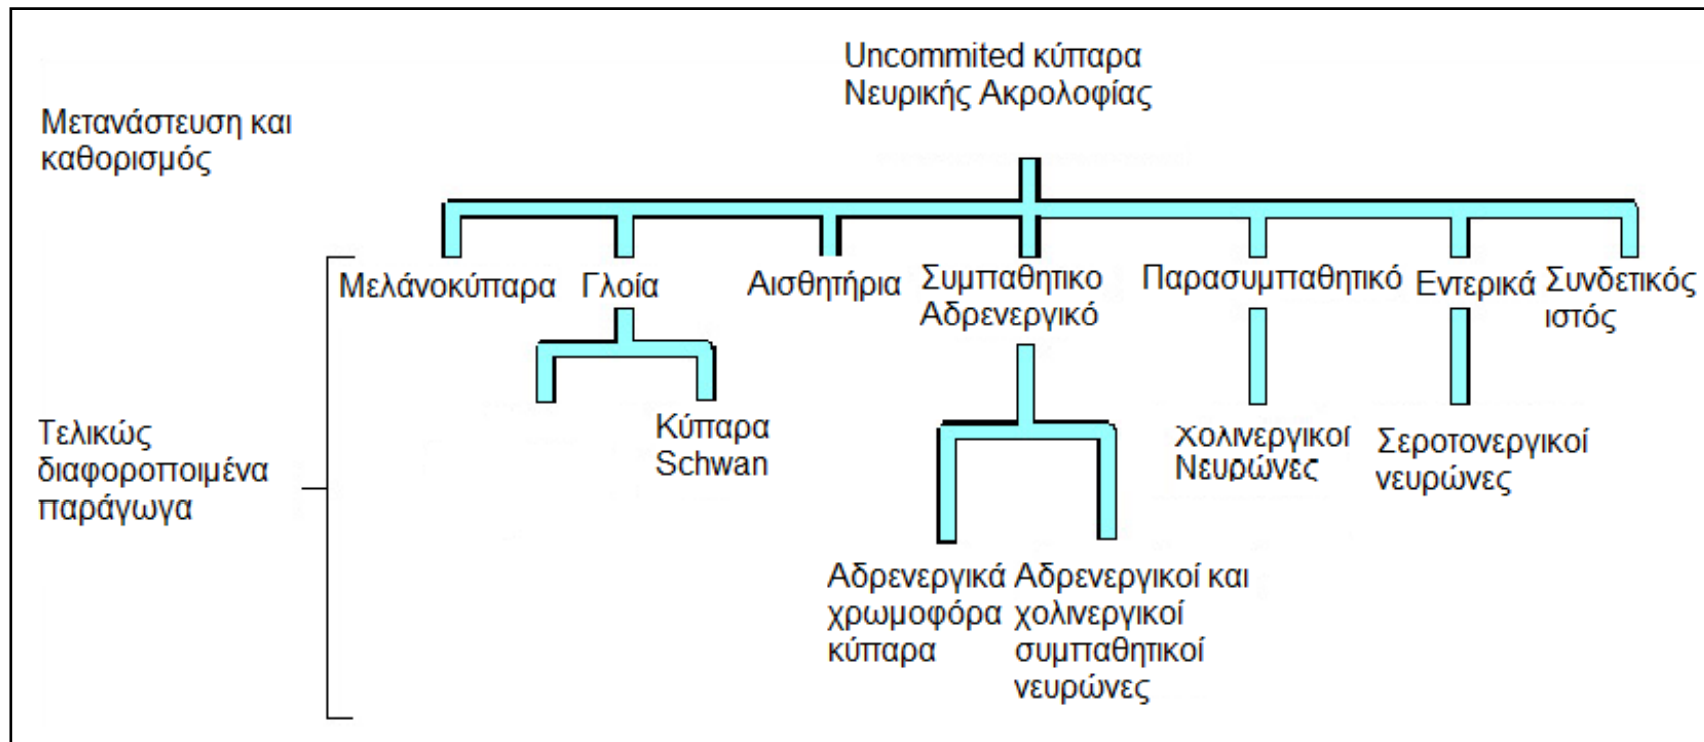 Uncommited κύπαρα
Νευρικής Ακρολοφίας
Μετανάστευση και
καθορισμός
Μελάνοκύπαρα
Γλοία
Αισθητήρια
Συμπαθητικο
Αδρενεργικό
Παρασυμπαθητικό
Εντερικά
Συνδετικός
ιστός
Τελικώς
διαφοροποιμένα
παράγωγα
Κύπαρα
Schwan
Χολινεργικοί
Νευρώνες
Σεροτονεργικοί
νευρώνες
Αδρενεργικά
χρωμοφόρα
κύπαρα
Αδρενεργικοί και
χολινεργικοί
συμπαθητικοί
νευρώνες